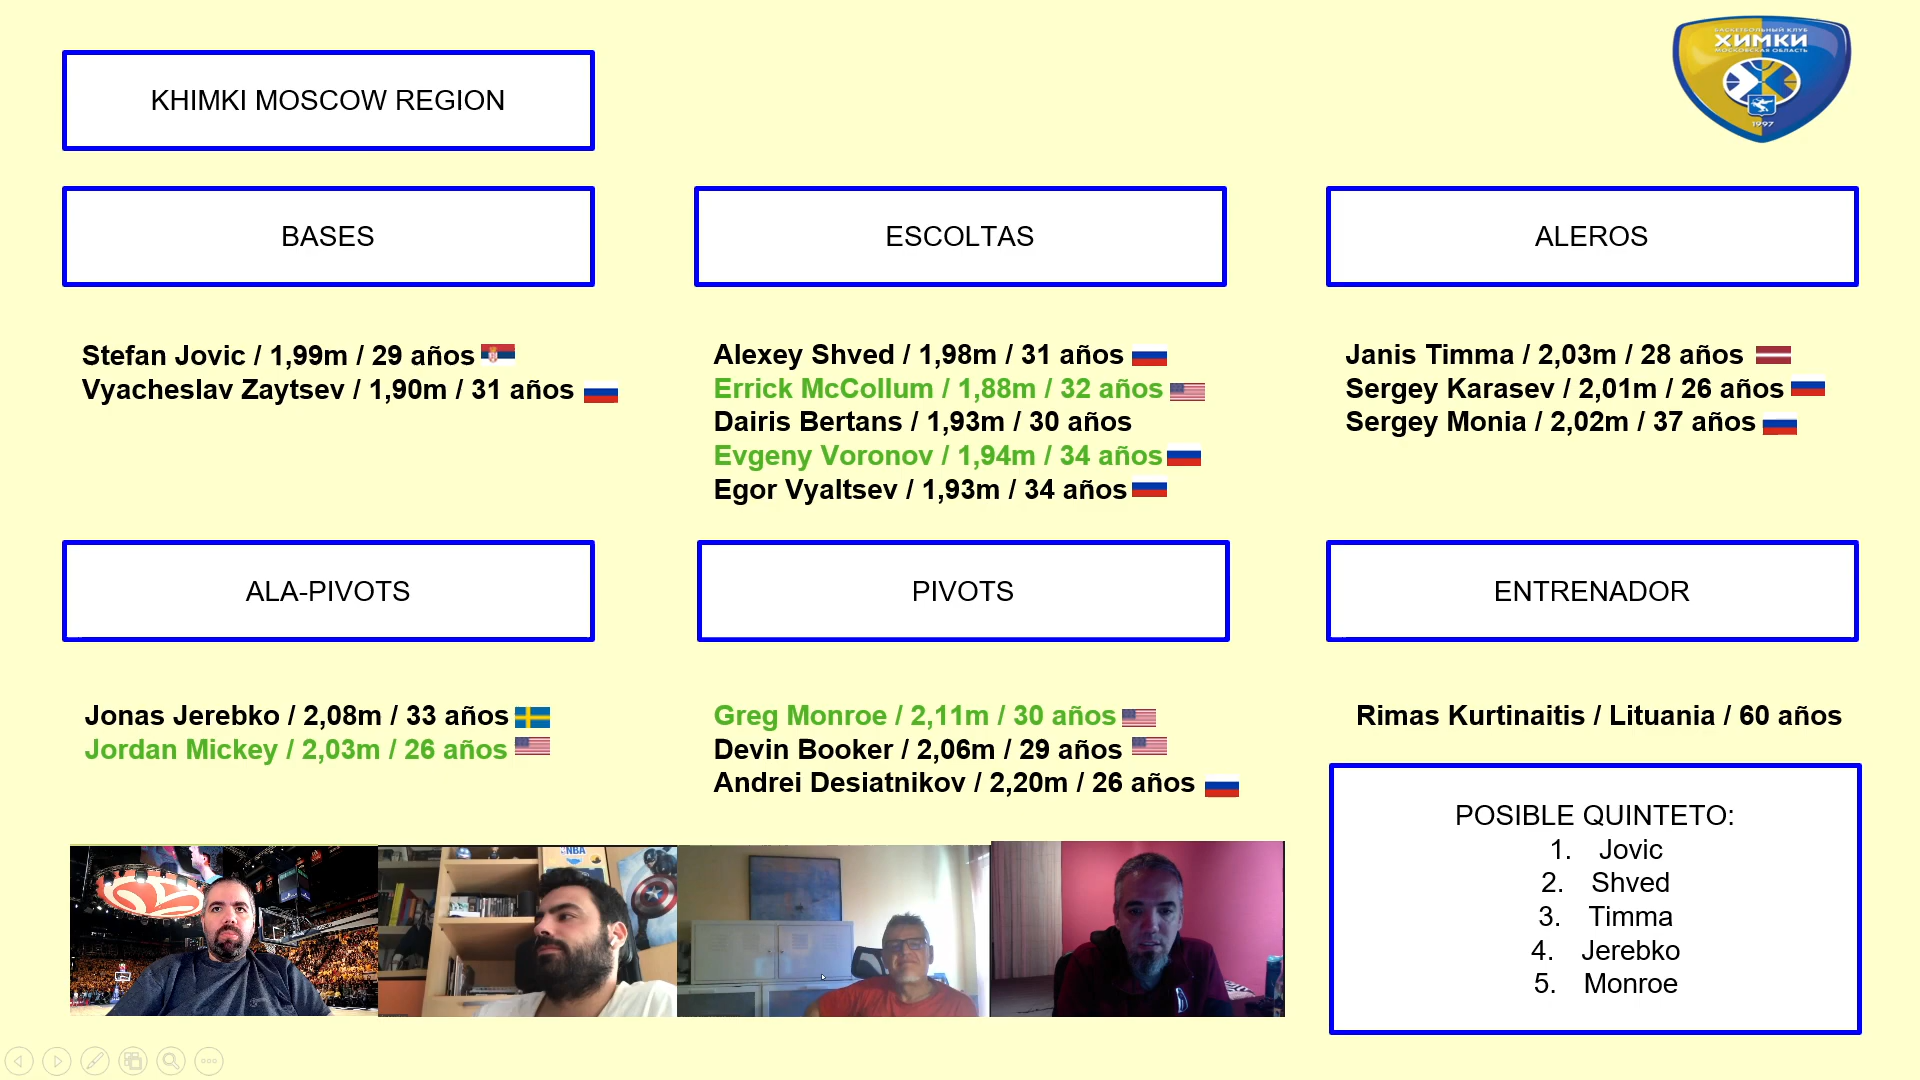 БАСКЕТБОЛЬНЫЙ КЛУБ
ХИМКИ
МОСКОВСКАЯ ОБЛАСТЬ
1997
KHIMKI MOSCOW REGION
BASES
ESCOLTAS
ALEROS
Stefan Jovic / 1,99m / 29 años
Vyacheslav Zaytsev / 1,90m / 31 años
Alexey Shved / 1,98m / 31 años
Errick McCollum / 1,88m / 32 años
Dairis Bertans / 1,93m / 30 años
Evgeny Voronov / 1,94m / 34 años
Egor Vyaltsev / 1,93m / 34 años
Janis Timma / 2,03m / 28 años
Sergey Karasev / 2,01m / 26 años
Sergey Monia / 2,02m / 37 años
ALA-PIVOTS
PIVOTS
ENTRENADOR
Jonas Jerebko / 2,08m / 33 años
Jordan Mickey / 2,03m / 26 años
Greg Monroe / 2,11m / 30 años
Devin Booker / 2,06m / 29 años
Andrei Desiatnikov / 2,20m / 26 años
Rimas Kurtinaitis / Lituania / 60 años
POSIBLE QUINTETO:
1. Jovic
2. Shved
3. Timma
4. Jerebko
5. Monroe
NBA